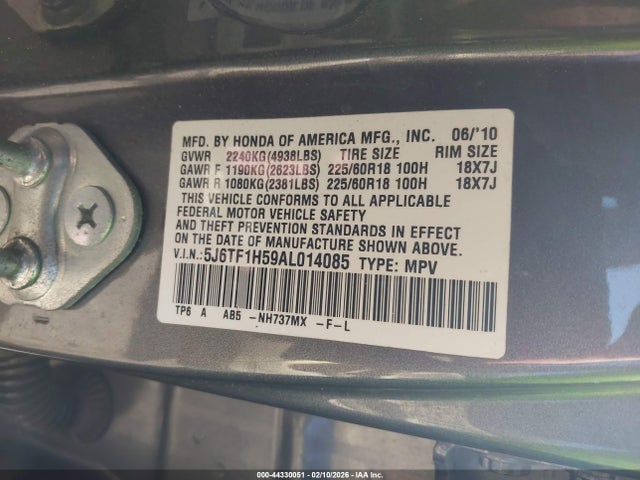 MFD. BY HONDA OF AMERICA MFG., INC. 06/'10
GVWR 2240KG(4938LBS) TIRE SIZE RIM SIZE
GAWR F 1190KG(2623LBS) 225/60R18 100H 18X7J
GAWR R 1080KG(2381LBS) 225/60R18 100H 18X7J
THIS VEHICLE CONFORMS TO ALL APPLICABLE
FEDERAL MOTOR VEHICLE SAFETY
AND THEFT PREVENTION STANDARDS IN EFFECT
ON THE DATE OF MANUFACTURE SHOWN ABOVE.
V.I.N.: 5J6TF1H59AL014085 TYPE: MPV
TP6 A AB5 -NH737MX -F-L
000-44330051 - 02/10/2026 - IAA Inc.